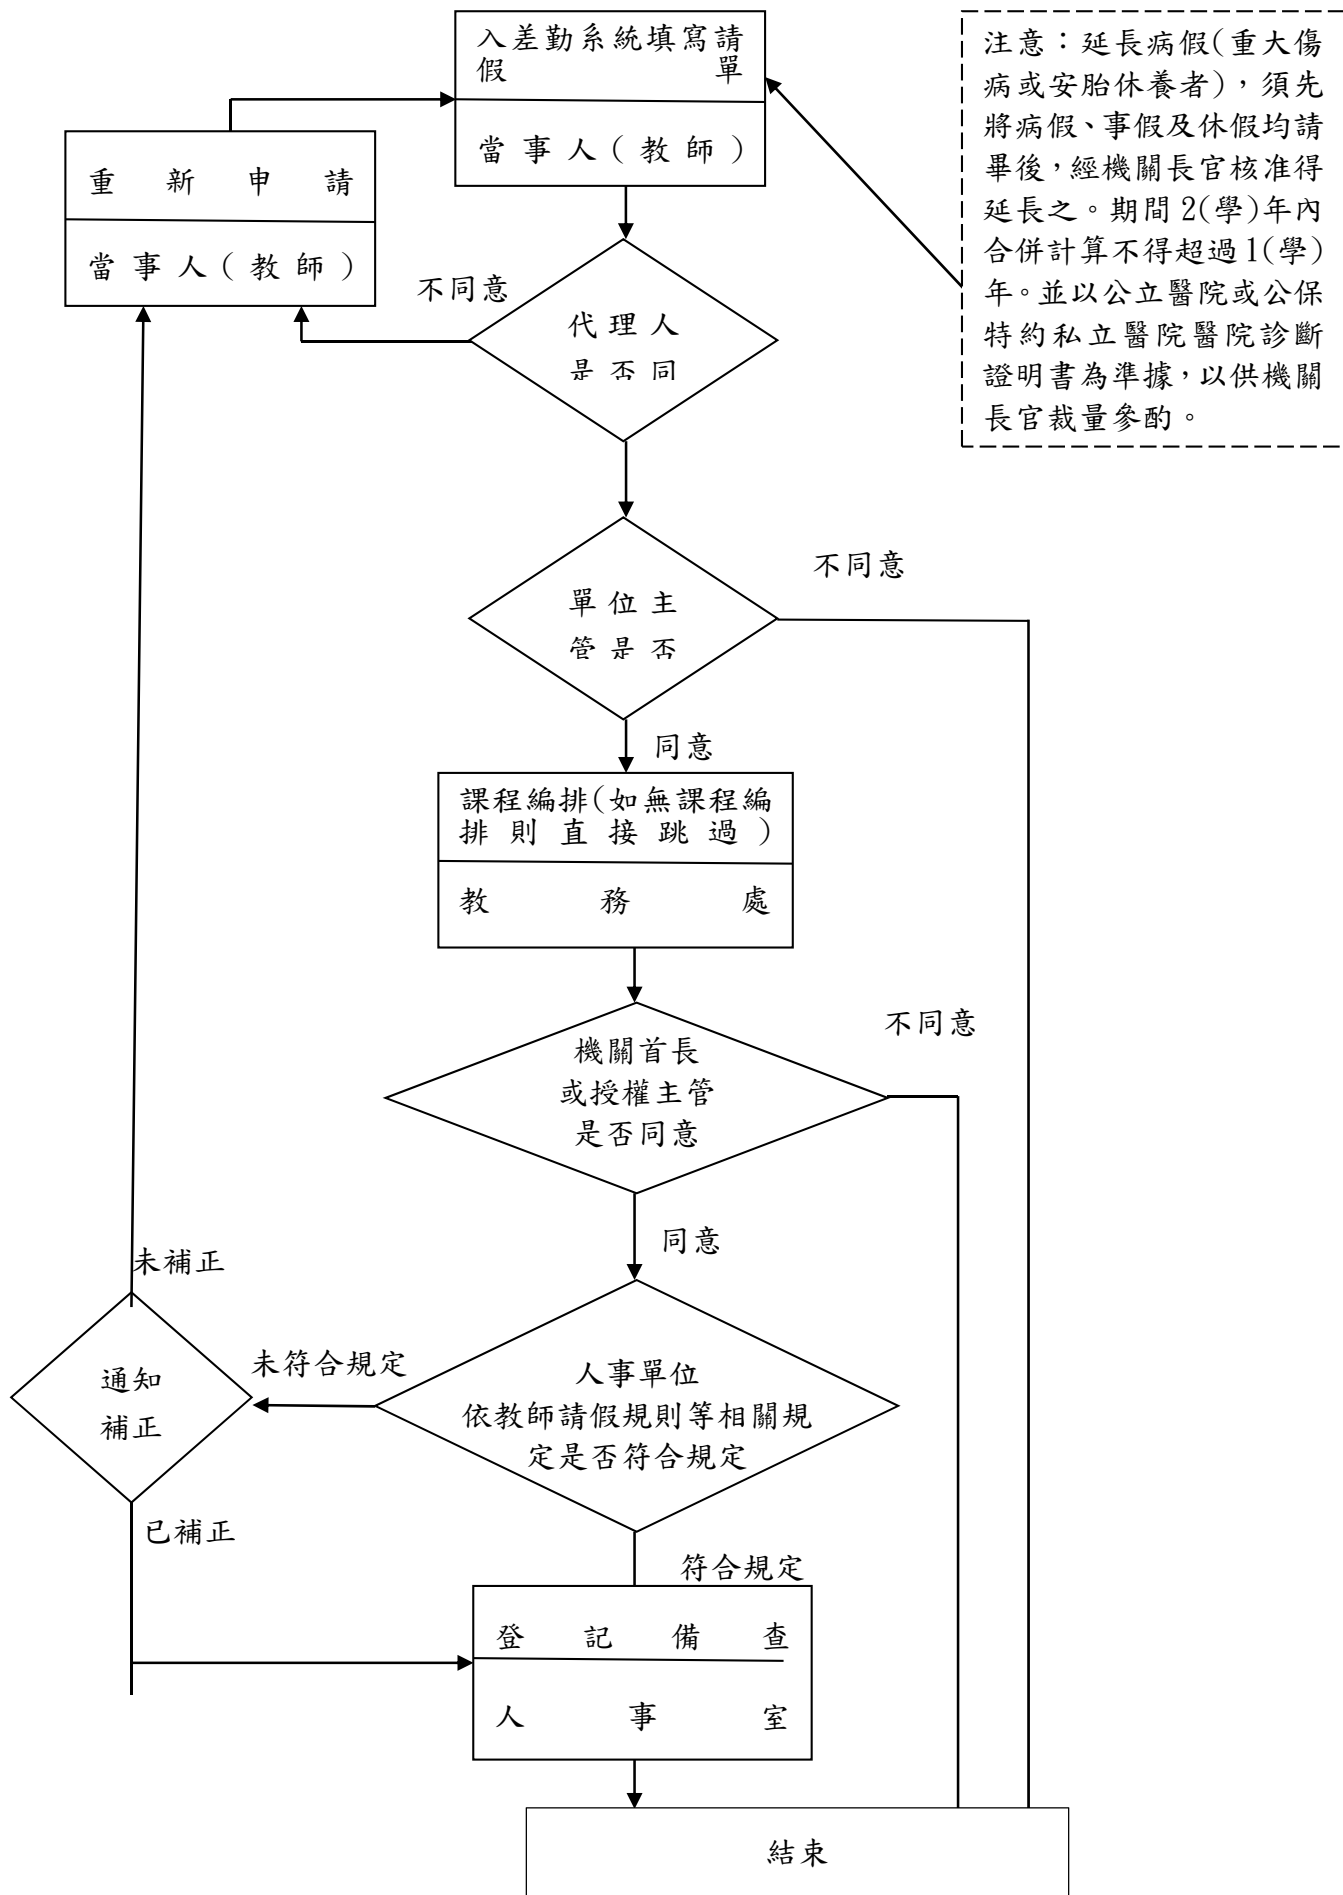 入差勤系統填寫請
假單
當事人(教師)
注意：延長病假(重大傷
病或安胎休養者)，須先
將病假、事假及休假均請
畢後，經機關長官核准得
延長之。期間2(學)年內
合併計算不得超過1(學)
年。並以公立醫院或公保
特約私立醫院醫院診斷
證明書為準據，以供機關
長官裁量參酌。
重新申請
當事人(教師)
不同意
代理人
是否同
不同意
單位主
管是否
同意
課程編排(如無課程編
排則直接跳過)
教務處
不同意
機關首長
或授權主管
是否同意
同意
未補正
通知
補正
未符合規定
人事單位
依教師請假規則等相關規
定是否符合規定
已補正
符合規定
登記備查
人事室
結束